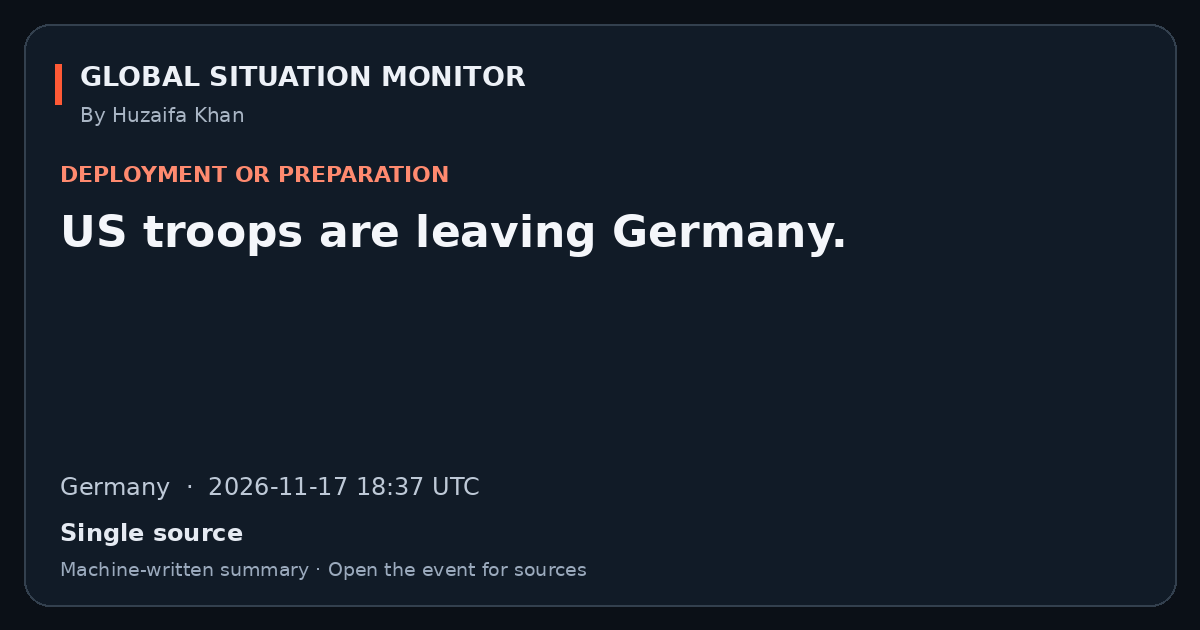 GLOBAL SITUATION MONITOR
By Huzaifa Khan
DEPLOYMENT OR PREPARATION
US troops are leaving Germany.
Germany · 2026-11-17 18:37 UTC
Single source
Machine-written summary · Open the event for sources